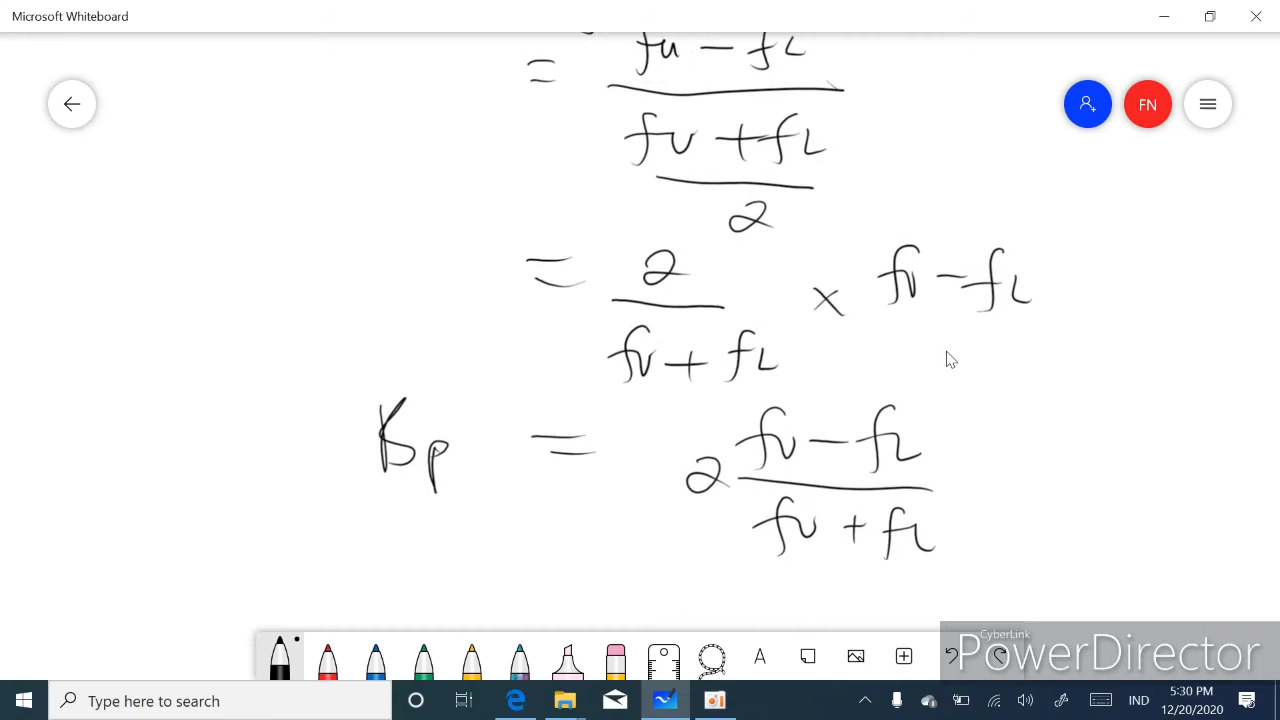 Microsoft Whiteboard
FN
= fu - fL
fU + fL
2
= 2 × fU - fL
fU + fL
Bp = 2 fU - fL
fU + fL
A
CyberLink
PowerDirector
Type here to search
IND
5:30 PM
12/20/2020